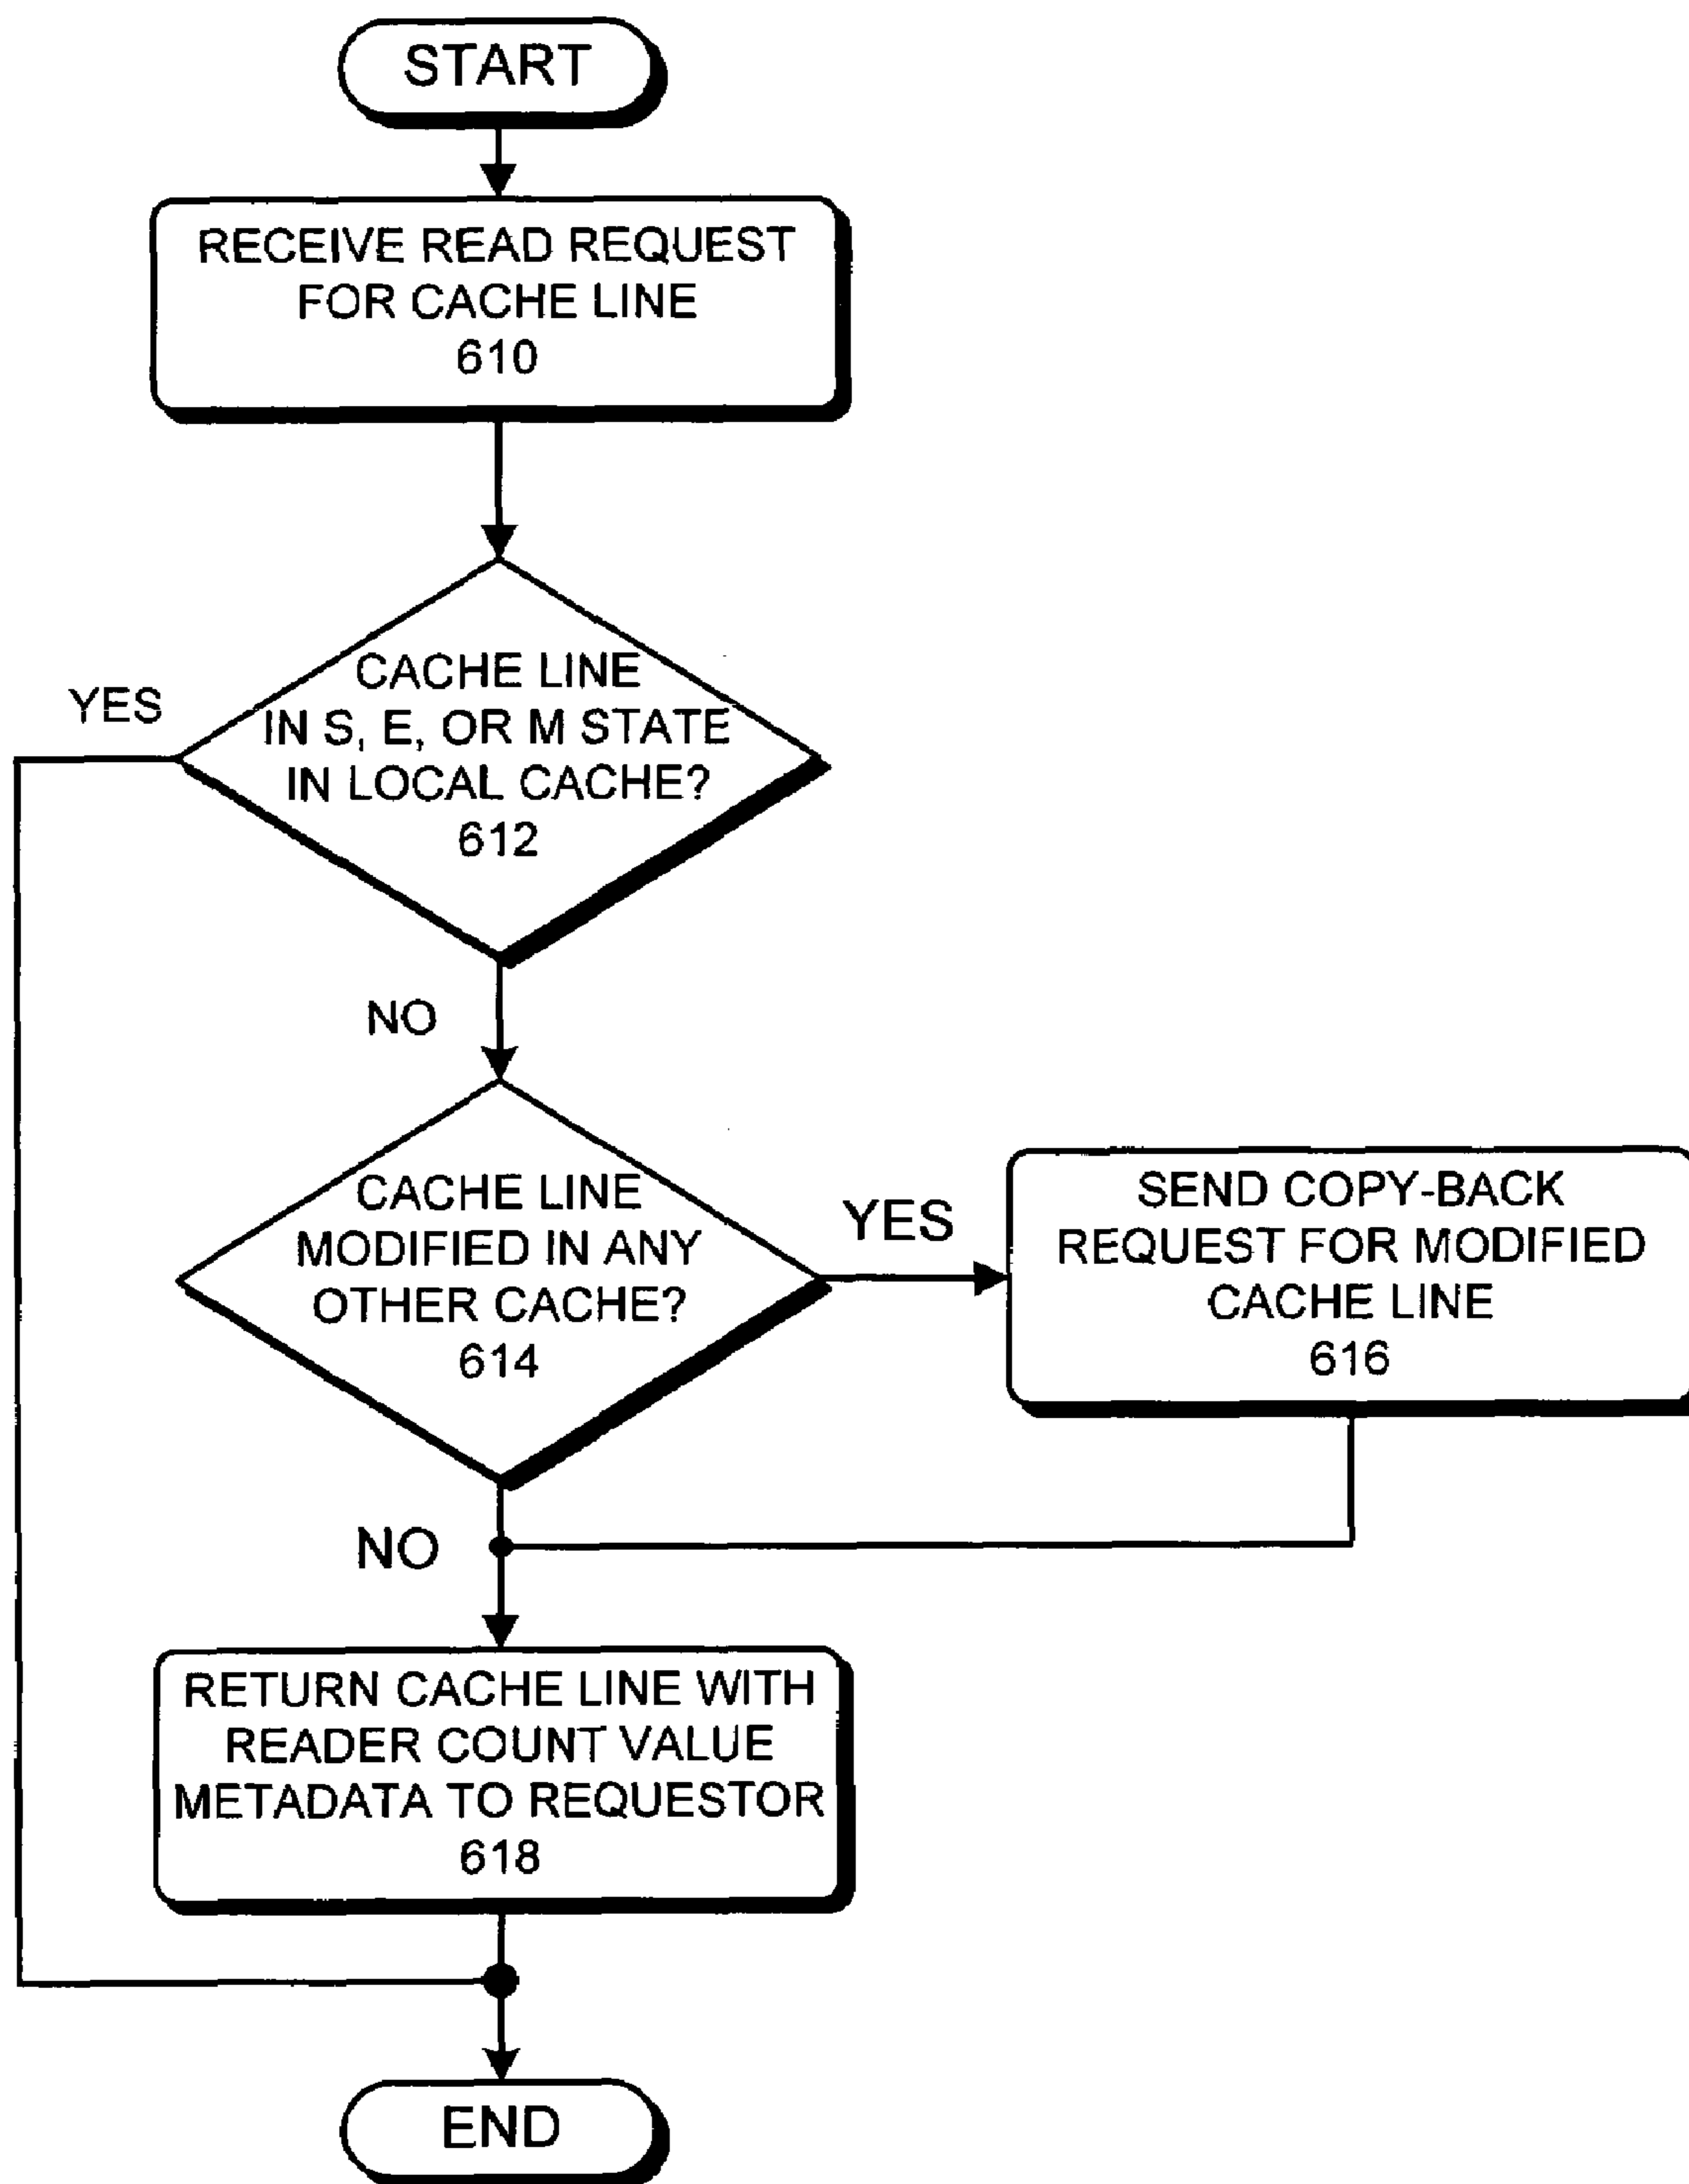 START
RECEIVE READ REQUEST
FOR CACHE LINE
610
CACHE LINE
IN S, E, OR M STATE
IN LOCAL CACHE?
612
YES
NO
CACHE LINE
MODIFIED IN ANY
OTHER CACHE?
614
YES
SEND COPY-BACK
REQUEST FOR MODIFIED
CACHE LINE
616
NO
RETURN CACHE LINE WITH
READER COUNT VALUE
METADATA TO REQUESTOR
618
END